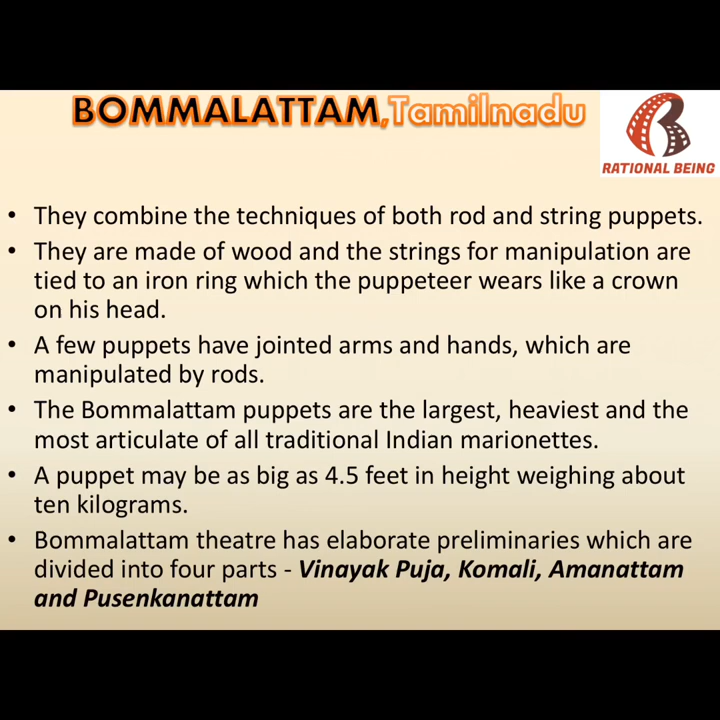 BOMMALATTAM,Tamilnadu
RATIONAL BEING
• They combine the techniques of both rod and string puppets.
• They are made of wood and the strings for manipulation are
tied to an iron ring which the puppeteer wears like a crown
on his head.
• A few puppets have jointed arms and hands, which are
manipulated by rods.
• The Bommalattam puppets are the largest, heaviest and the
most articulate of all traditional Indian marionettes.
• A puppet may be as big as 4.5 feet in height weighing about
ten kilograms.
• Bommalattam theatre has elaborate preliminaries which are
divided into four parts - Vinayak Puja, Komali, Amanattam
and Pusenkanattam